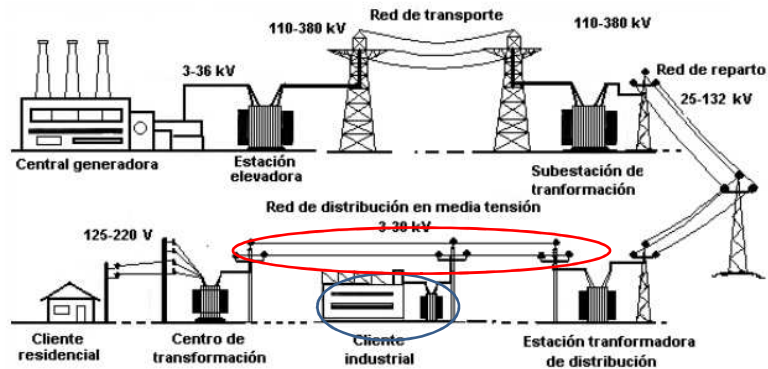 110-380 kV
Red de transporte
110-380 kV
3-36 kV
Red de reparto
25-132 kV
Central generadora
Estación
elevadora
Subestación de
tranformación
Red de distribución en media tensión
3-30 kV
125-220 V
Cliente
residencial
Centro de
transformación
Cliente
industrial
Estación tranformadora
de distribución